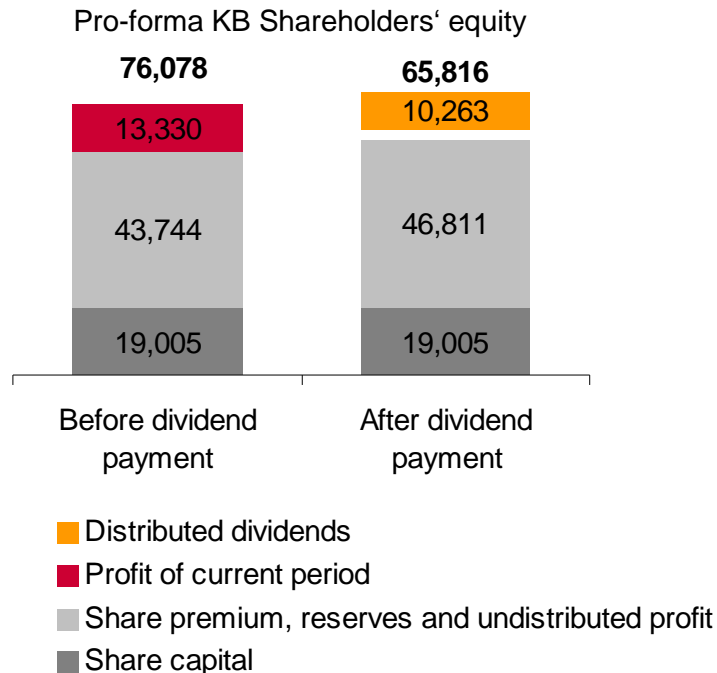 Pro-forma KB Shareholders‘ equity
76,078
65,816
13,330
10,263
43,744
46,811
19,005
19,005
Before dividend
payment
After dividend
payment
Distributed dividends
Profit of current period
Share premium, reserves and undistributed profit
Share capital